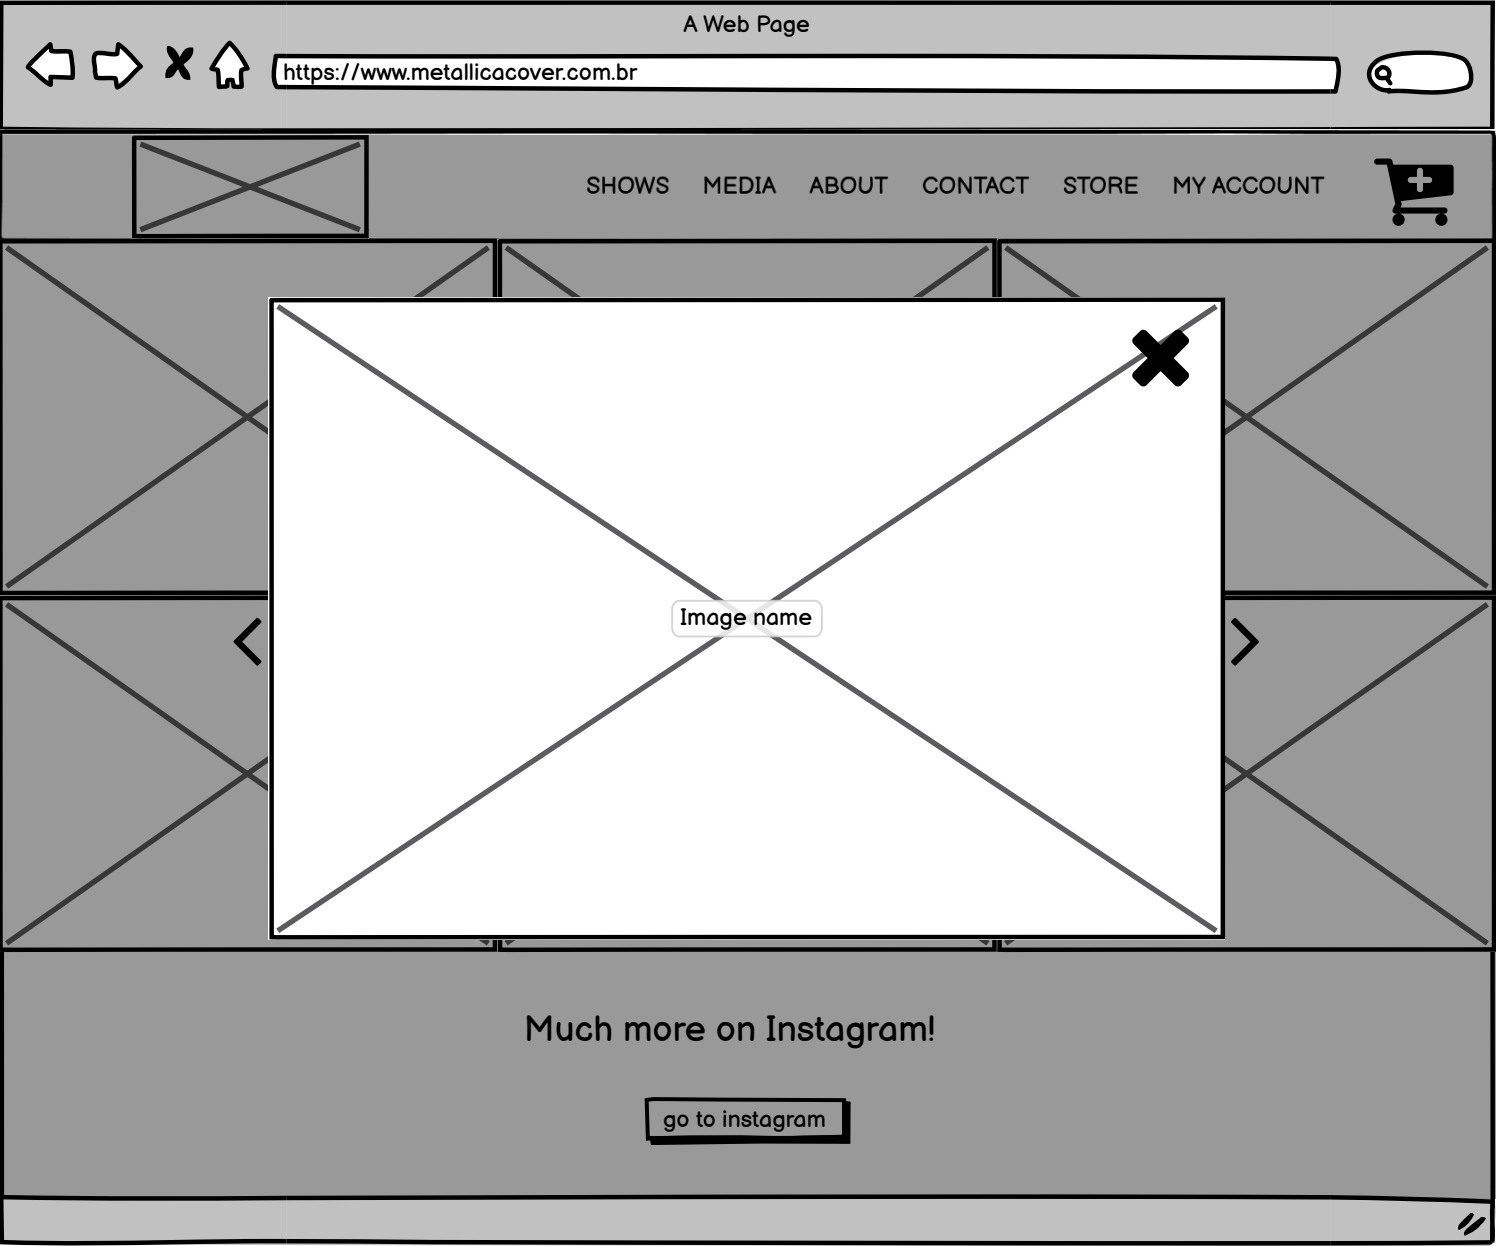 A Web Page
https://www.metallicacover.com.br
SHOWS MEDIA ABOUT CONTACT STORE MY ACCOUNT
Image name
Much more on Instagram!
go to instagram